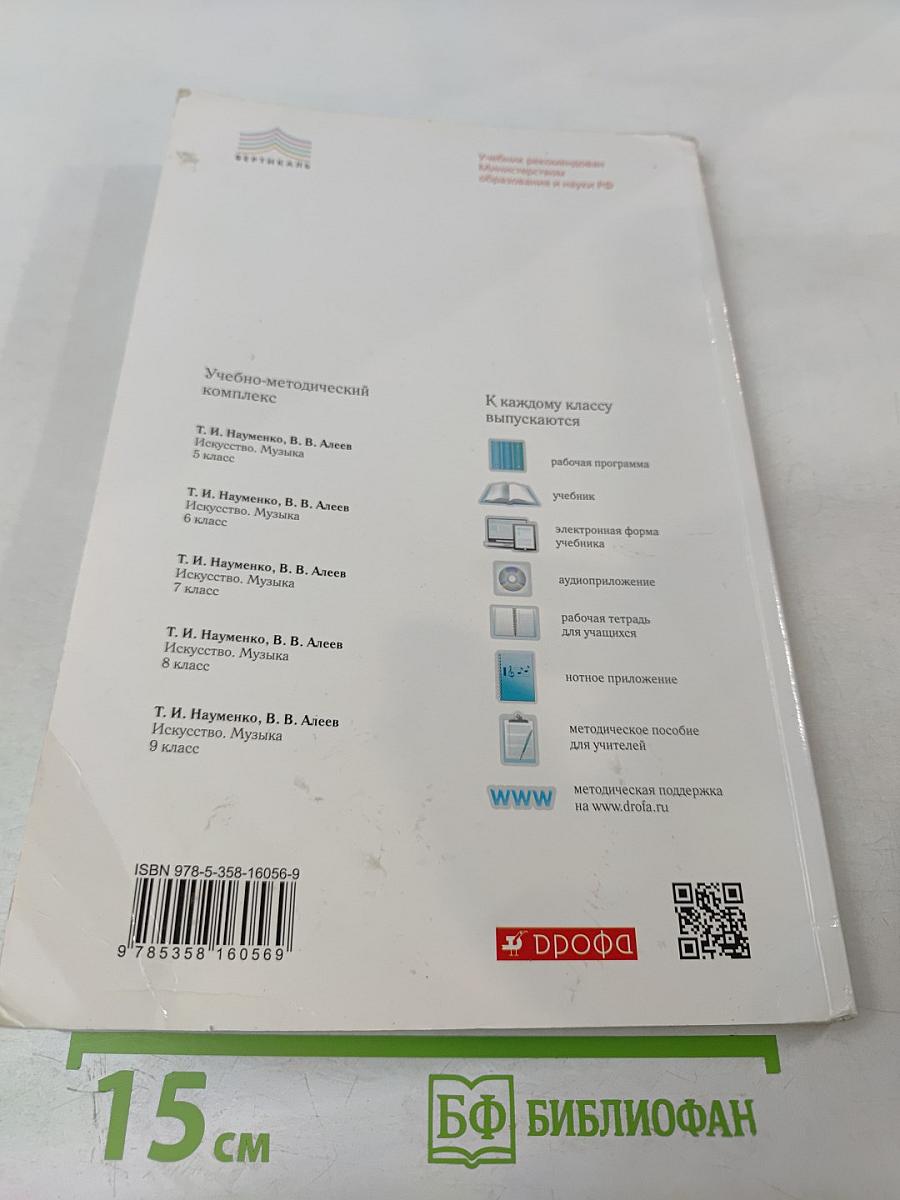 ВЕРТИКАЛЬ
Учебник рекомендован
Министерством
образования и науки РФ
Учебно-методический
комплекс
Т. И. Науменко, В. В. Алеев
Искусство. Музыка
5 класс
Т. И. Науменко, В. В. Алеев
Искусство. Музыка
6 класс
Т. И. Науменко, В. В. Алеев
Искусство. Музыка
7 класс
Т. И. Науменко, В. В. Алеев
Искусство. Музыка
8 класс
Т. И. Науменко, В. В. Алеев
Искусство. Музыка
9 класс
К каждому классу
выпускаются
рабочая программа
учебник
электронная форма
учебника
аудиоприложение
рабочая тетрадь
для учащихся
нотное приложение
методическое пособие
для учителей
www
методическая поддержка
на www.drofa.ru
ISBN 978-5-358-16056-9
9 785358 160569
дрофа
15 см
БФ БИБЛИОФАН